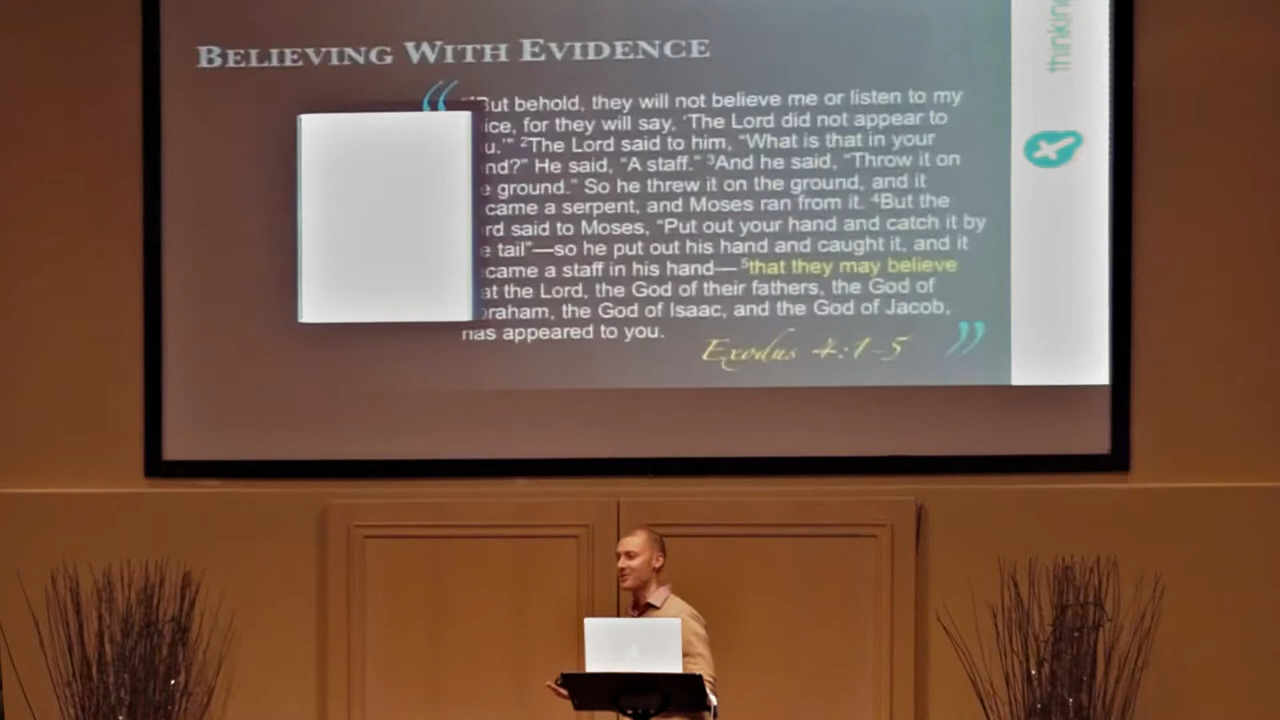 BELIEVING WITH EVIDENCE
“But behold, they will not believe me or listen to my
ice, for they will say, ‘The Lord did not appear to
u.’” 2The Lord said to him, “What is that in your
nd?” He said, “A staff.” 3And he said, “Throw it on
e ground.” So he threw it on the ground, and it
came a serpent, and Moses ran from it. 4But the
rd said to Moses, “Put out your hand and catch it by
e tail”—so he put out his hand and caught it, and it
came a staff in his hand— 5that they may believe
at the Lord, the God of their fathers, the God of
braham, the God of Isaac, and the God of Jacob,
has appeared to you.
Exodus 4:1-5 ”
thinking